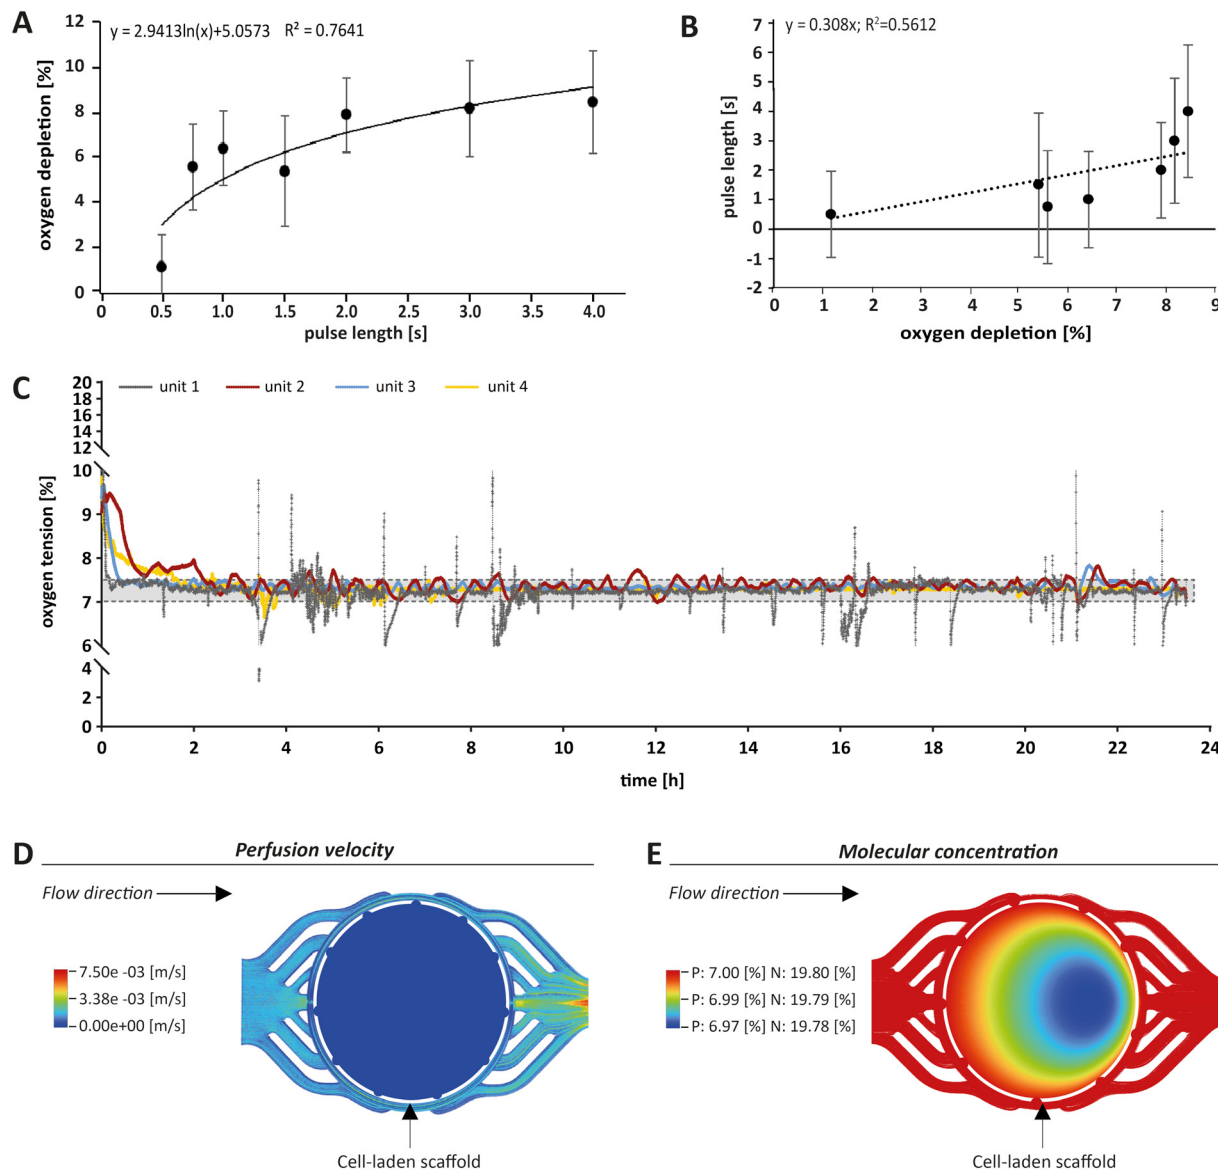 A
y = 2.9413ln(x)+5.0573 R² = 0.7641
oxygen depletion [%]
12
10
8
6
4
2
0
0 0.5 1.0 1.5 2.0 2.5 3.0 3.5 4.0
pulse length [s]
B
y = 0.308x; R²=0.5612
pulse length [s]
7
6
5
4
3
2
1
0
-1
-2
0 1 2 3 4 5 6 7 8 9
oxygen depletion [%]
C
unit 1 unit 2 unit 3 unit 4
oxygen tension [%]
20
18
16
14
12
10
9
8
7
6
4
2
0
0 2 4 6 8 10 12 14 16 18 20 22 24
time [h]
D
Perfusion velocity
Flow direction
7.50e -03 [m/s]
3.38e -03 [m/s]
0.00e+00 [m/s]
Cell-laden scaffold
E
Molecular concentration
Flow direction
P: 7.00 [%] N: 19.80 [%]
P: 6.99 [%] N: 19.79 [%]
P: 6.97 [%] N: 19.78 [%]
Cell-laden scaffold